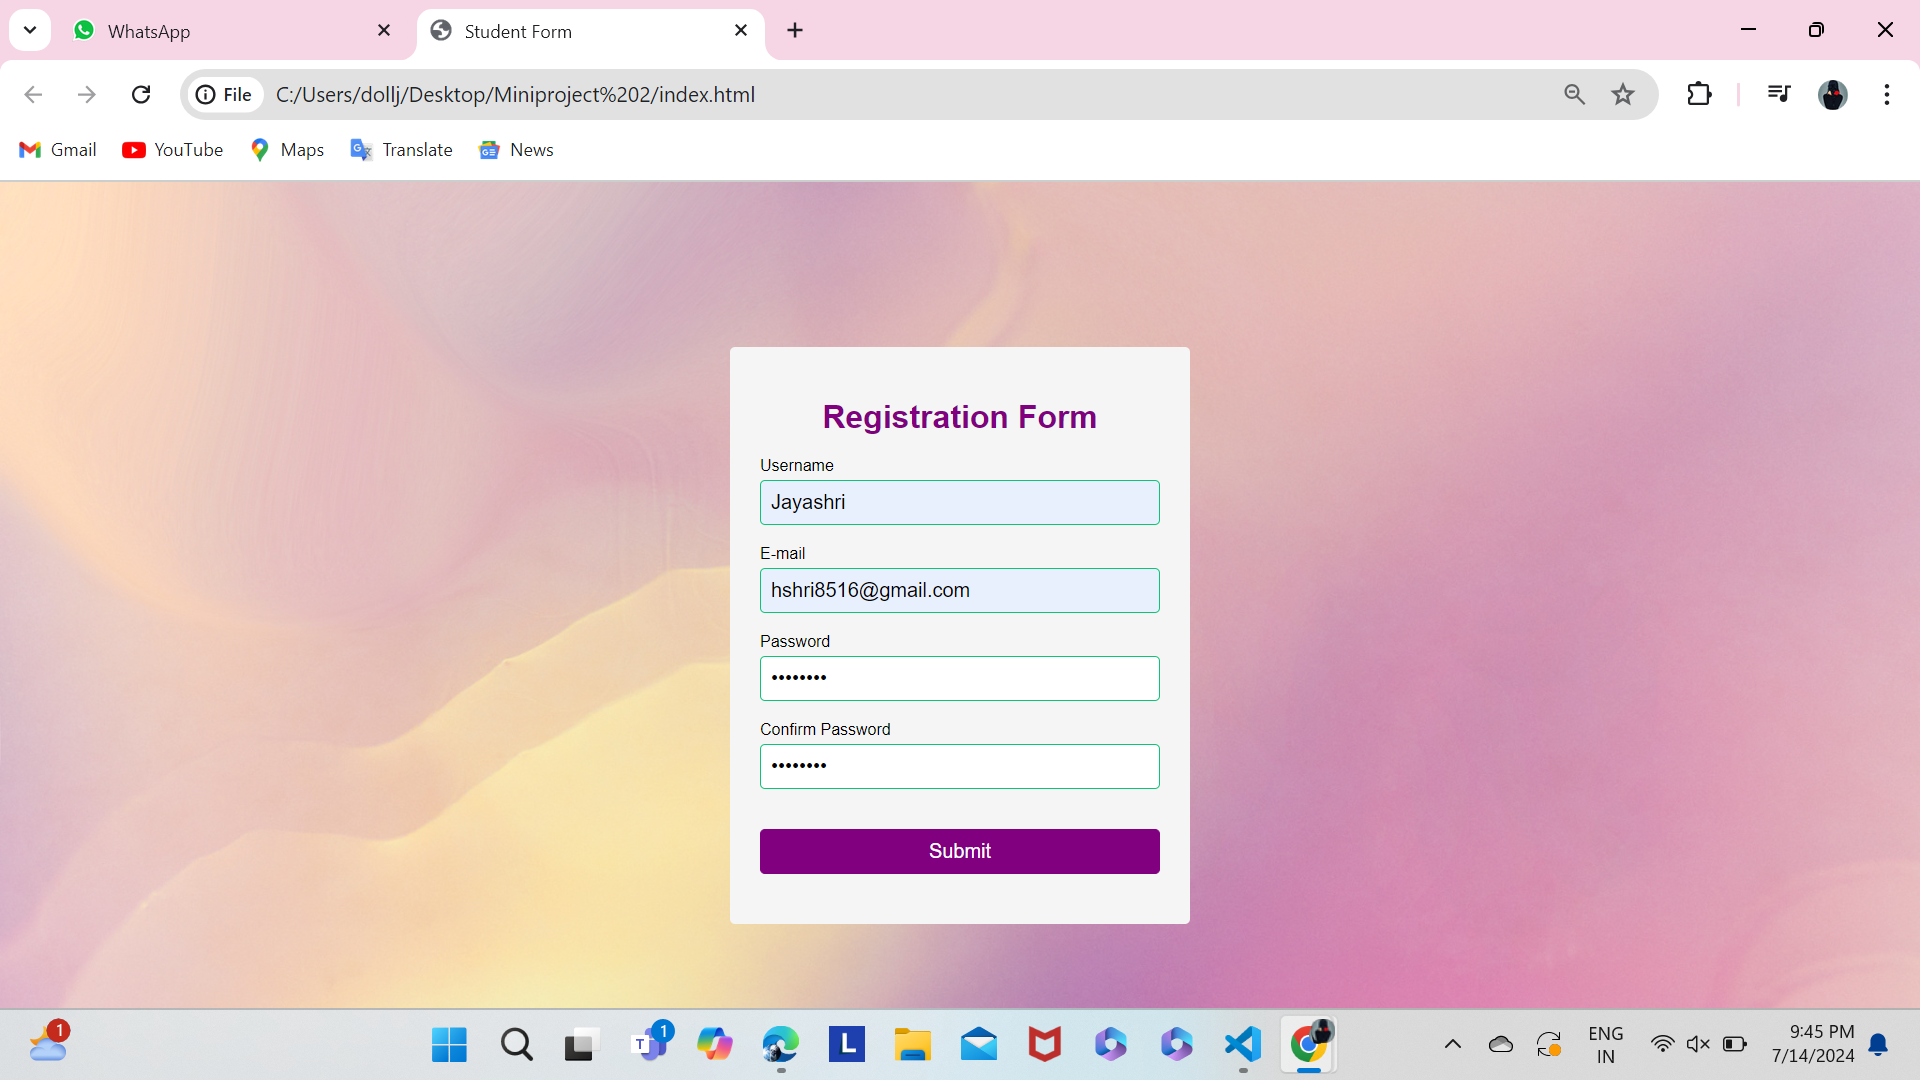 WhatsApp
Student Form
File
C:/Users/dollj/Desktop/Miniproject%202/index.html
Gmail
YouTube
Maps
Translate
News
Registration Form
Username
Jayashri
E-mail
hshri8516@gmail.com
Password
••••••••
Confirm Password
••••••••
Submit
1
T
1
L
ENG
IN
9:45 PM
7/14/2024